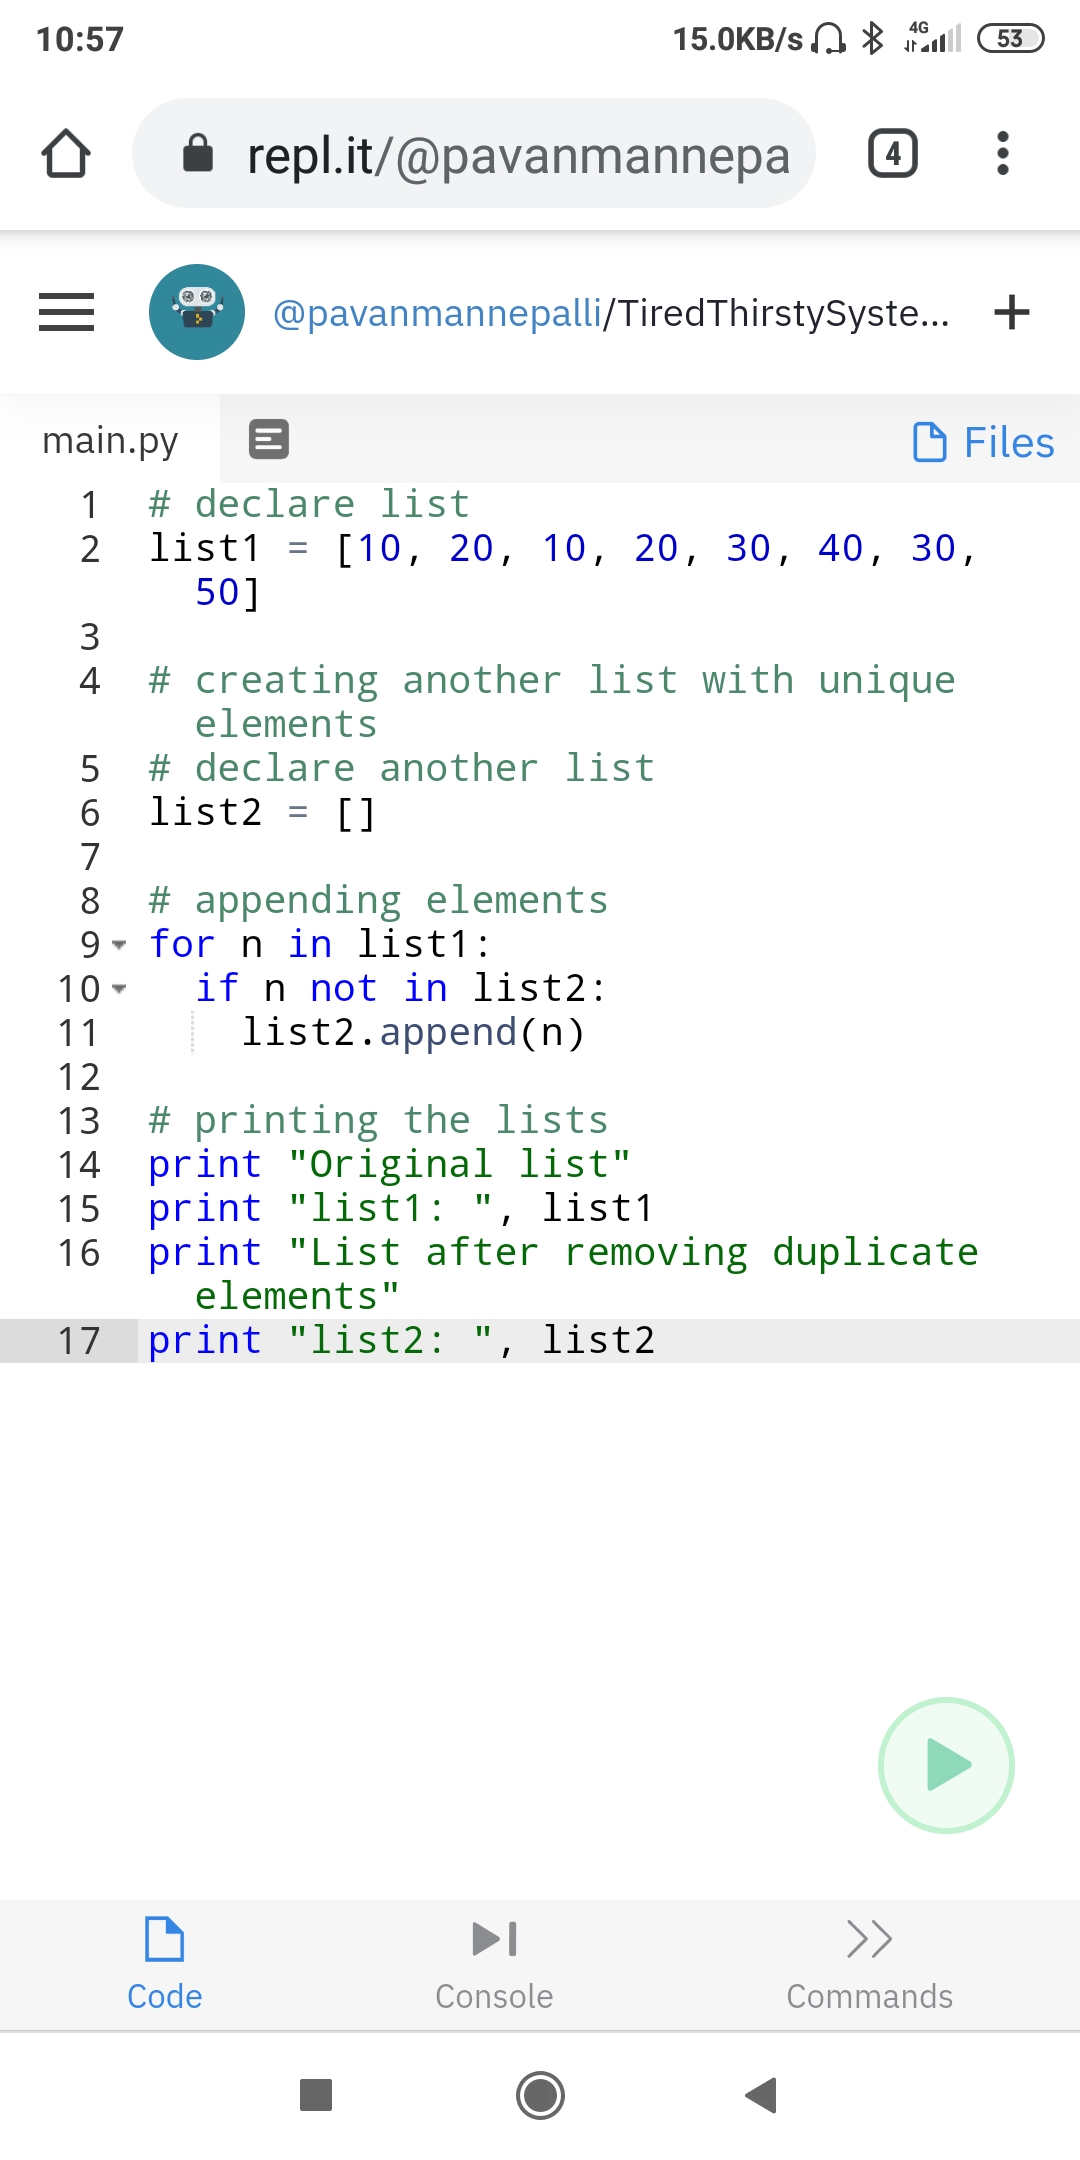 10:57
15.0KB/s 4G 53
repl.it/@pavanmannepa
4
@pavanmannepalli/TiredThirstySyste...
+
main.py
Files
1 # declare list
2 list1 = [10, 20, 10, 20, 30, 40, 30,
50]
3
4 # creating another list with unique
elements
5 # declare another list
6 list2 = []
7
8 # appending elements
9 for n in list1:
10 if n not in list2:
11 list2.append(n)
12
13 # printing the lists
14 print "Original list"
15 print "list1: ", list1
16 print "List after removing duplicate
elements"
17 print "list2: ", list2
Code
Console
Commands